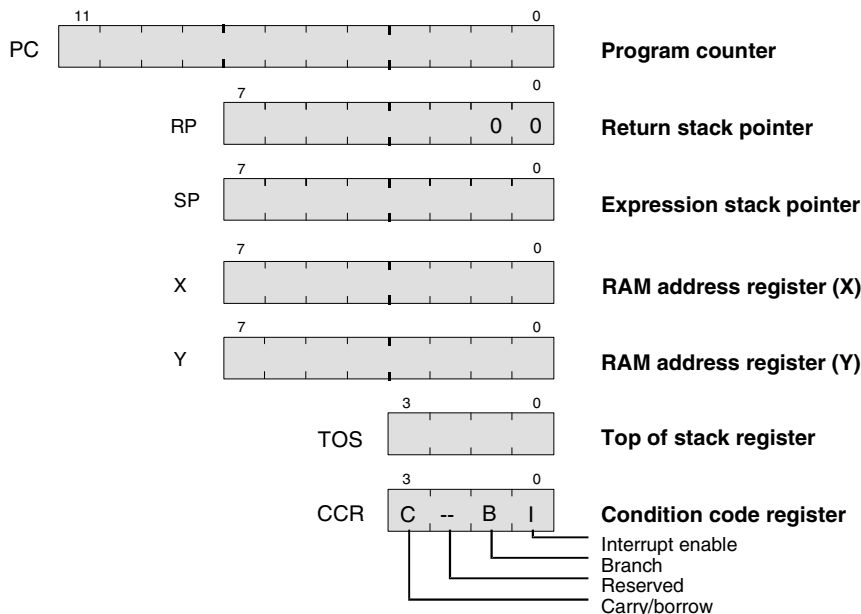 11 0
PC Program counter
7 0
RP 0 0 Return stack pointer
7 0
SP Expression stack pointer
7 0
X RAM address register (X)
7 0
Y RAM address register (Y)
3 0
TOS Top of stack register
3 0
CCR C -- B I Condition code register
Interrupt enable
Branch
Reserved
Carry/borrow